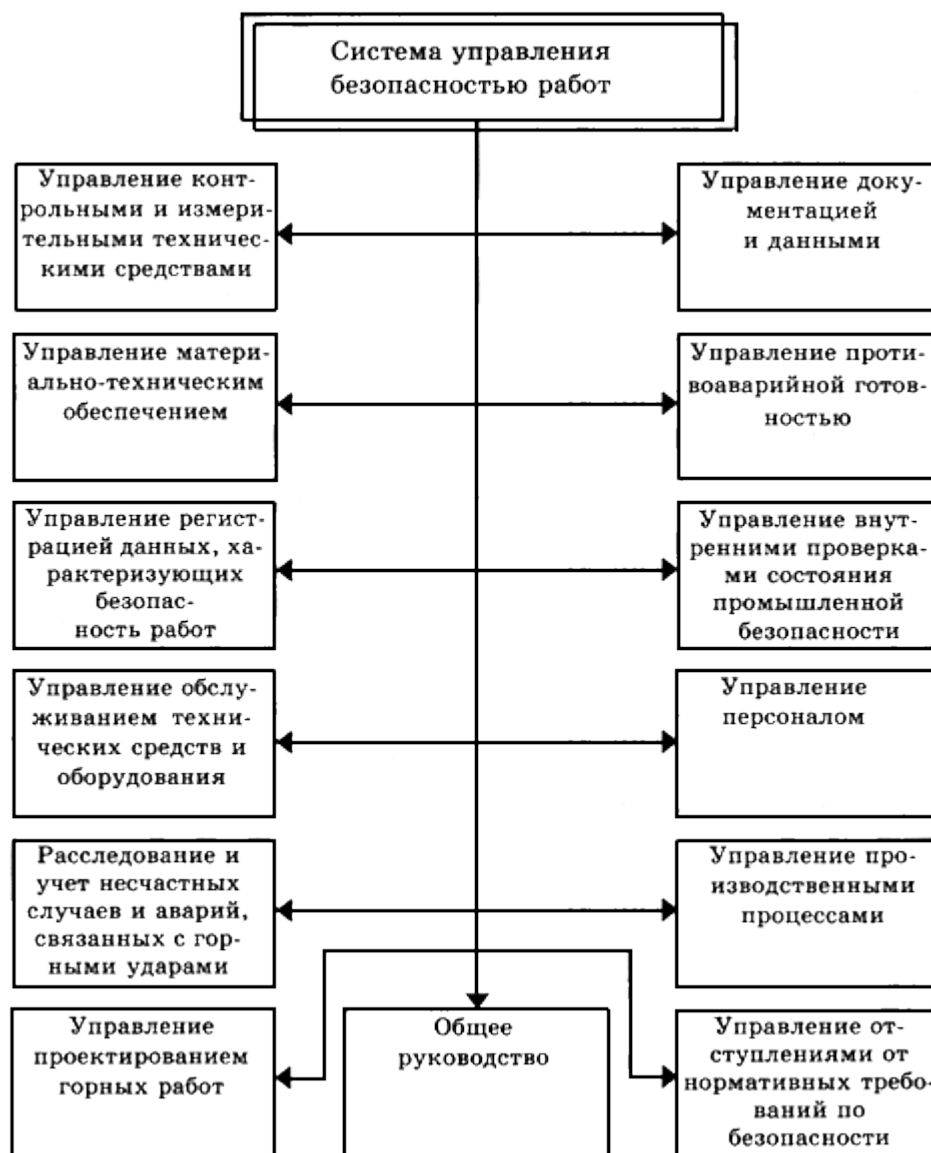 Система управления
безопасностью работ
Управление конт-
рольными и измери-
тельными техничес-
кими средствами
Управление доку-
ментацией
и данными
Управление матери-
ально-техническим
обеспечением
Управление проти-
воаварийной готов-
ностью
Управление регист-
рацией данных, ха-
рактеризующих
безопас-
ность работ
Управление внут-
ренними проверка-
ми состояния
промышленной
безопасности
Управление обслу-
живанием техни-
ческих средств и
оборудования
Управление
персоналом
Расследование и
учет несчастных
случаев и аварий,
связанных с гор-
ными ударами
Управление про-
изводственными
процессами
Управление
проектированием
горных работ
Общее
руководство
Управление от-
ступлениями от
нормативных требо-
ваний по
безопасности